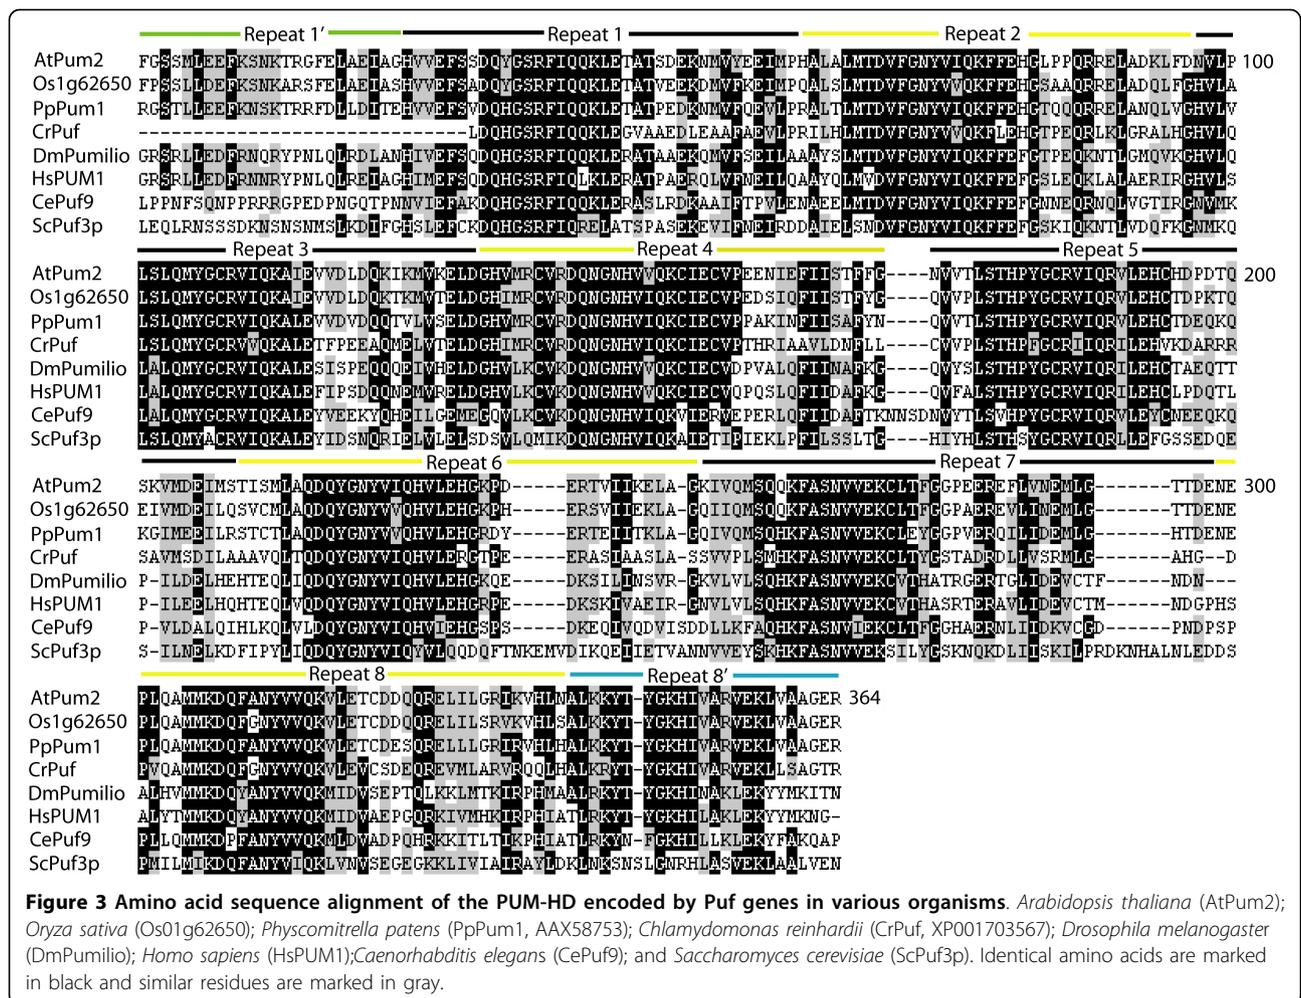 Repeat 1' Repeat 1 Repeat 2
AtPum2 FGSSMLEEFKSNKTRGFELAEIAGHVVEFSSDQYGSRFIQQKLETATSDEKNMVYEEIMPHALALMTDVFGNYVIQKFFEHGLPPQRRELADKLFDNVLP 100
Os1g62650 FPSSLLDEFKSNKARSFELAEIASHVVEFSADQYGSRFIQQKLETATVEEKDMVFKEIMPQALSLMTDVFGNYVVQKFFEHGSAAQRRELADQLFGHVLA
PpPum1 RGSTLLEEFKNSKTRRFDLLDITEHVVEFSVDQHGSRFIQQKLETATPEDKNMVFQEVLPRALTLMTDVFGNYVIQKFFEHGTQQQRRELANQLVGHVLV
CrPuf ------------------------------LDQHGSRFIQQKLEGVAAEDLEAAFAEVLPRILHLMTDVFGNYVVQKFLEHGTPEQRLKLGRALHGHVLQ
DmPumilio GRSRLLEDFRNQRYPNLQLRDLANHIVEFSQDQHGSRFIQQKLERATAAEKQMVFSEILAAAYSLMTDVFGNYVIQKFFEFGTPEQKNTLGMQVKGHVLQ
HsPUM1 GRSRLLEDFRNNRYPNLQLREIAGHIMEFSQDQHGSRFIQLKLERATPAERQLVFNEILQAAYQLMVDVFGNYVIQKFFEFGSLEQKLALAERIRGHVLS
CePuf9 LPPNFSQNPPRRRGPEDPNGQTPNNVIEFAKDQHGSRFIQQKLERASLRDKAAIFTPVLENAEELMTDVFGNYVIQKFFEFGNNEQRNQLVGTIRGNVMK
ScPuf3p LEQLRNSSSDKNSNSNMSLKDIFGHSLEFCKDQHGSRFIQRELATSPASEKEVIFNEIRDDAIELSNDVFGNYVIQKFFEFGSKIQKNTLVDQFKGNMKQ
Repeat 3 Repeat 4 Repeat 5
AtPum2 LSLQMYGCRVIQKAIEVVDLDQKIKMVKELDGHVMRCVRDQNGNHVVQKCIECVPEENIEFIISTFFG----NVVTLSTHPYGCRVIQRVLEHCHDPDTQ 200
Os1g62650 LSLQMYGCRVIQKAIEVVDLDQKTKMVTELDGHIMRCVRDQNGNHVVQKCIECVPEDSIQFIISTFYG----QVVPLSTHPYGCRVIQRVLEHCTDPKTQ
PpPum1 LSLQMYGCRVIQKALEVVDVDQQTVLVSELDGHVMRCVRDQNGNHVIQKCIECVPPAKINFIISAFYN----QVVTLSTHPYGCRVIQRVLEHCTDEQKQ
CrPuf LSLQMYGCRVVQKALETFPEEAQMELVTELDGHVMRCVRDQNGNHVIQKCIECVPTHRIAAVLDNFLL----CVVPLSTHPFGCRIIQRILEHVKDARRR
DmPumilio LALQMYGCRVIQKALESISPEQQQEIVHELDGHVLKCVKDQNGNHVVQKCIECVDPVALQFIINAFKG----QVYSLSTHPYGCRVIQRILEHCTAEQTT
HsPUM1 LALQMYGCRVIQKALEFIPSDQQNEMVRELDGHVLKCVKDQNGNHVVQKCIECVQPQSLQFIIDAFKG----QVFALSTHPYGCRVIQRILEHCLPDQTL
CePuf9 LALQMYGCRVIQKALEYVEEKYQHEILGEMEGQVLKCVKDQNGNHVIQKVIERVEPERLQFIIDAFTKNNSDNVYTLSVHPYGCRVIQRVLEYCNEEQKQ
ScPuf3p LSLQMYACRVIQKALEYIDSNQRIELVLELSDSVLQMIKDQNGNHVIQKAIETIPIEKLPFILSSLTG----HIYHLSTHSYGCRVIQRLLEFGSSEDQE
Repeat 6 Repeat 7
AtPum2 SKVMDEIMSTISMLAQDQYGNYVIQHVLEHGKPD-----ERTVIIKELA-GKIVQMSQQKFASNVVEKCLTFGGPEEREFLVNEMLG-------TTDENE 300
Os1g62650 EIVMDEILQSVCMLAQDQYGNYVVQHVLEHGKPH-----ERSVIIEKLA-GQIIQMSQQKFASNVVEKCLTFGGPAEREVLINEMLG-------TTDENE
PpPum1 KGIMEEILRSTCTLAQDQYGNYVVQHVLEHGRDY-----ERTEIITKLA-GQIVQMSQHKFASNVVEKCLEYGGPVERQILVDEMLG-------HTDENE
CrPuf SAVMSDILAAAVQLTQDQYGNYVIQHVLERGTPE-----ERASIAASLA-SSVVPLSMHKFASNVVEKCLTYGSTADRDLLVSRMLG-------AHG--D
DmPumilio P-ILDELHEHTEQLIQDQYGNYVIQHVLEHGKQE-----DKSILINSVR-GKVLVLSQHKFASNVVEKCVTHATRGERTGLIDEVCTF-------NDN---
HsPUM1 P-ILEELHQHTEQLVQDQYGNYVIQHVLEHGRPE-----DKSKIVAEIR-GNVLVLSQHKFASNVVEKCVTHASRTERAVLIDEVCTM-------NDGPHS
CePuf9 P-VLDALQIHLKQLVLDQYGNYVIQHVIEHGSPS-----DKEQIVQDVISDDLLKFAQHKFASNVIEKCLTFGGHAERNLIIDKVCGD-------PNDPSP
ScPuf3p S-ILNELKDFIPYLIQDQYGNYVIQYVLQQDQFTNKEMVDIKQEIIETVANNVVEYSKHKFASNVVEKSILYGSKNQKDLIISKILPRDKNHALNLEDDS
Repeat 8 Repeat 8'
AtPum2 PLQAMMKDQFANYVVQKVLETCDDQQRELILGRIKVHLNALKKYT-YGKHIVARVEKLVAAGER 364
Os1g62650 PLQAMMKDQFGNYVVQKVLETCDDQQRELILSRVKVHLSALKKYT-YGKHIVARVEKLVAAGER
PpPum1 PLQAMMKDQFANYVVQKVLETCDESQRELLLGRIRVHLHALKKYT-YGKHIVARVEKLVAAGER
CrPuf PVQAMMKDQFGNYVVQKVLEVCSDEQREVMLARVRQQLHALKRYT-YGKHIVARVEKLLSAGTR
DmPumilio ALHVMMKDQYANYVVQKMIDVSEPTQLKKLMTKIRPHMAALRKYT-YGKHINAKLEKYYMKITN
HsPUM1 ALYTMMKDQYANYVVQKMIDVAEPGQRKIVMHKIRPHIATLRKYT-YGKHILAKLEKYYMKNG-
CePuf9 PLLQMMKDPFANYVVQKMLDVADPQHRKKITLTIKPHIATLRKYN-FGKHILLKLEKYFAKQAP
ScPuf3p PMILMIKDQFANYVIQKLVNVSEGEGKKLIVIAIRAYLDKLNKSNSLGNRHLASVEKLAALVEN
Figure 3 Amino acid sequence alignment of the PUM-HD encoded by Puf genes in various organisms. Arabidopsis thaliana (AtPum2);
Oryza sativa (Os01g62650); Physcomitrella patens (PpPum1, AAX58753); Chlamydomonas reinhardii (CrPuf, XP001703567); Drosophila melanogaster
(DmPumilio); Homo sapiens (HsPUM1);Caenorhabditis elegans (CePuf9); and Saccharomyces cerevisiae (ScPuf3p). Identical amino acids are marked
in black and similar residues are marked in gray.